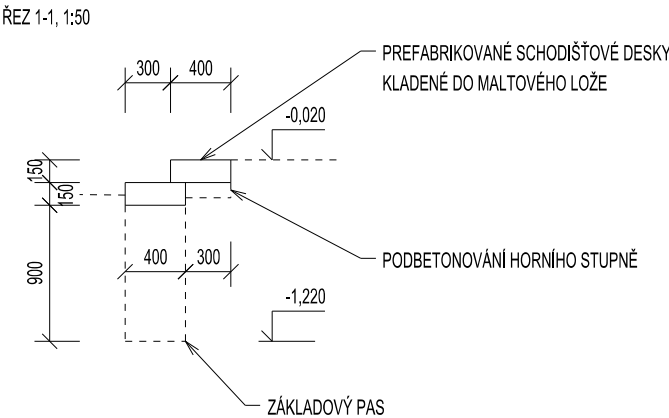 ŘEZ 1-1, 1:50
PREFABRIKOVANÉ SCHODIŠŤOVÉ DESKY
KLADENÉ DO MALTOVÉHO LOŽE
300 400
-0,020
150
150
900
400 300
PODBETONOVÁNÍ HORNÍHO STUPNĚ
-1,220
ZÁKLADOVÝ PAS